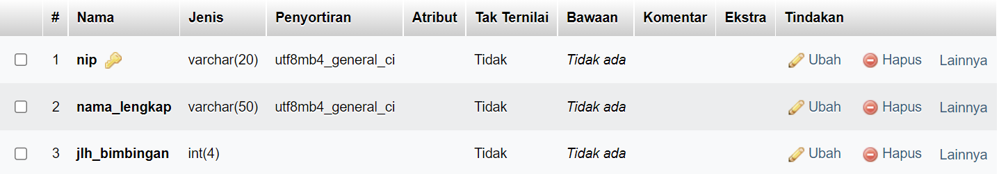 # Nama Jenis Penyortiran Atribut Tak Ternilai Bawaan Komentar Ekstra Tindakan
1 nip varchar(20) utf8mb4_general_ci Tidak Tidak ada Ubah Hapus Lainnya
2 nama_lengkap varchar(50) utf8mb4_general_ci Tidak Tidak ada Ubah Hapus Lainnya
3 jlh_bimbingan int(4) Tidak Tidak ada Ubah Hapus Lainnya